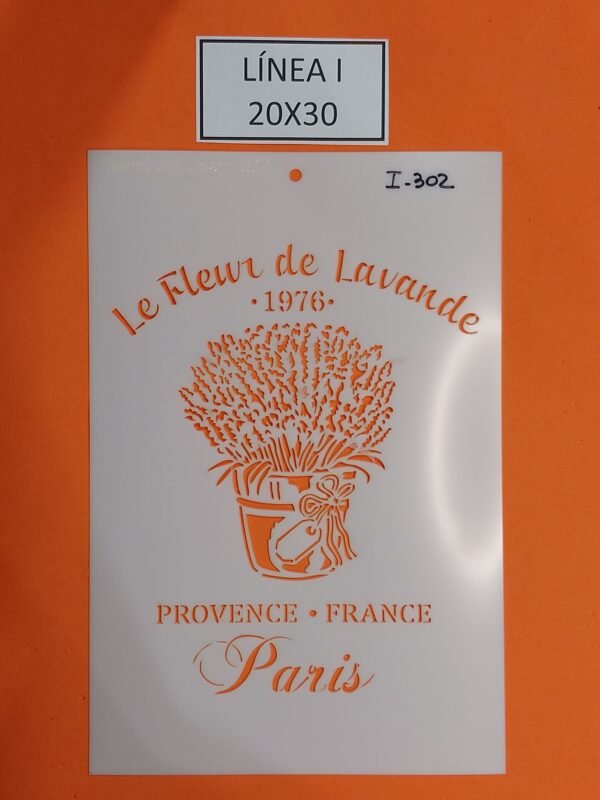 LÍNEA I
20X30
I-302
Le Fleur de Lavande
• 1976 •
PROVENCE • FRANCE
Paris